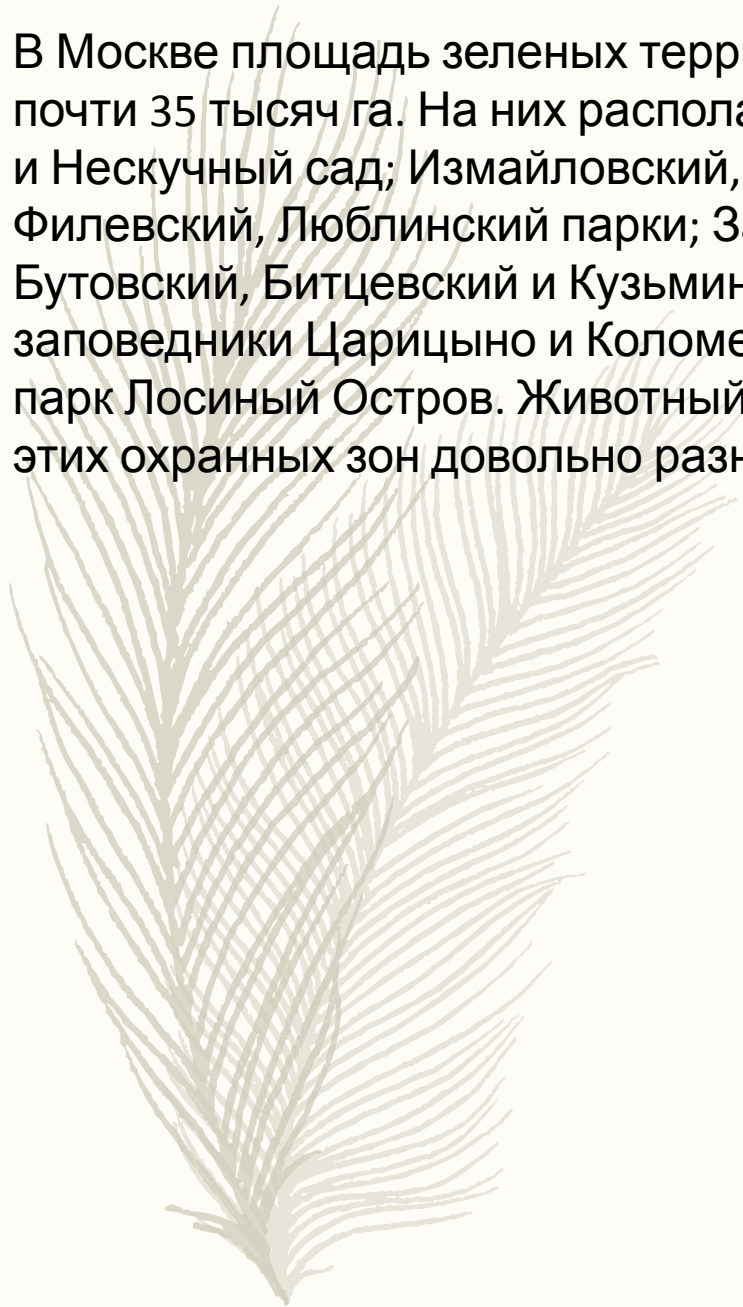 В Москве площадь зеленых терр
почти 35 тысяч га. На них распола
и Нескучный сад; Измайловский,
Филевский, Люблинский парки; За
Бутовский, Битцевский и Кузьмин
заповедники Царицыно и Коломе
парк Лосиный Остров. Животный
этих охранных зон довольно разн